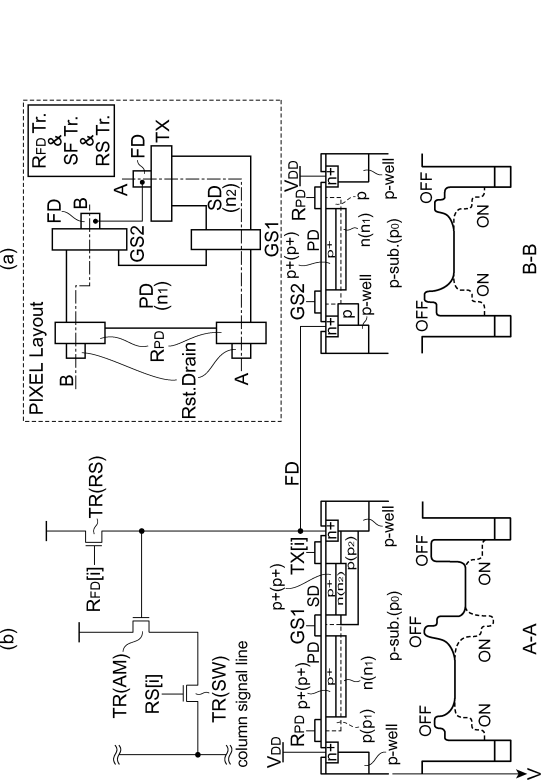 (a)
PIXEL Layout
RFD Tr.
&
SF Tr.
&
RS Tr.
B
FD
B
A
FD
TX
GS2
SD
(n2)
PD
(n1)
RPD
Rst.Drain
A
GS1
(b)
TR(RS)
RFD[i]
TR(AM)
RS[i]
TR(SW)
column signal line
FD
VDD
RPD
p+(p+)
PD
GS1
SD
p+(p+)
TX[i]
n+
p+
p+
n(n2)
n+
p-well
p(p1)
n(n1)
p(p2)
p-well
p-sub.(p0)
OFF
OFF
OFF
ON
ON
ON
A-A
V
GS2
p+(p+)
PD
RPD
VDD
n+
p
p+
n+
p-well
n(n1)
p
p-well
p-sub.(p0)
OFF
OFF
ON
ON
B-B